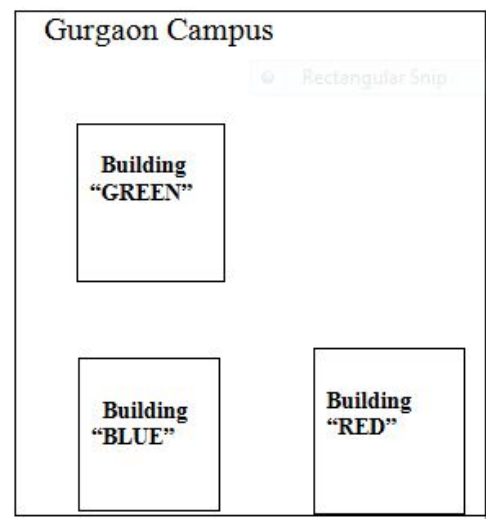 Gurgaon Campus
Rectangular Snip
Building
“GREEN”
Building
“BLUE”
Building
“RED”